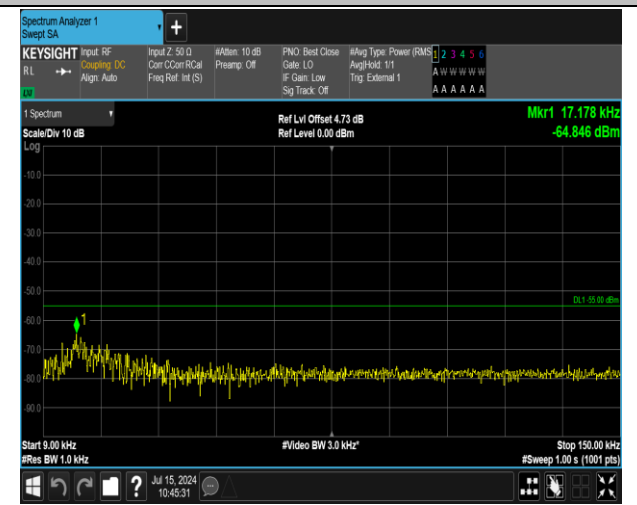 Spectrum Analyzer 1
Swept SA
KEYSIGHT
RL
LW
Input: RF
Coupling: DC
Align: Auto
Input Z: 50 Ω
Corr CCorr RCal
Freq Ref: Int (S)
#Atten: 10 dB
Preamp: Off
PNO: Best Close
Gate: LO
IF Gain: Low
Sig Track: Off
#Avg Type: Power (RMS
Avg|Hold: 1/1
Trig: External 1
1 2 3 4 5 6
A W W W W W
A A A A A A
1 Spectrum
Scale/Div 10 dB
Log
Ref Lvl Offset 4.73 dB
Ref Level 0.00 dBm
Mkr1 17.178 kHz
-64.846 dBm
-10.0
-20.0
-30.0
-40.0
-50.0
DL1 -55.00 dBm
-60.0
1
-70.0
-80.0
-90.0
Start 9.00 kHz
#Res BW 1.0 kHz
#Video BW 3.0 kHz*
Stop 150.00 kHz
#Sweep 1.00 s (1001 pts)
Jul 15, 2024
10:45:31